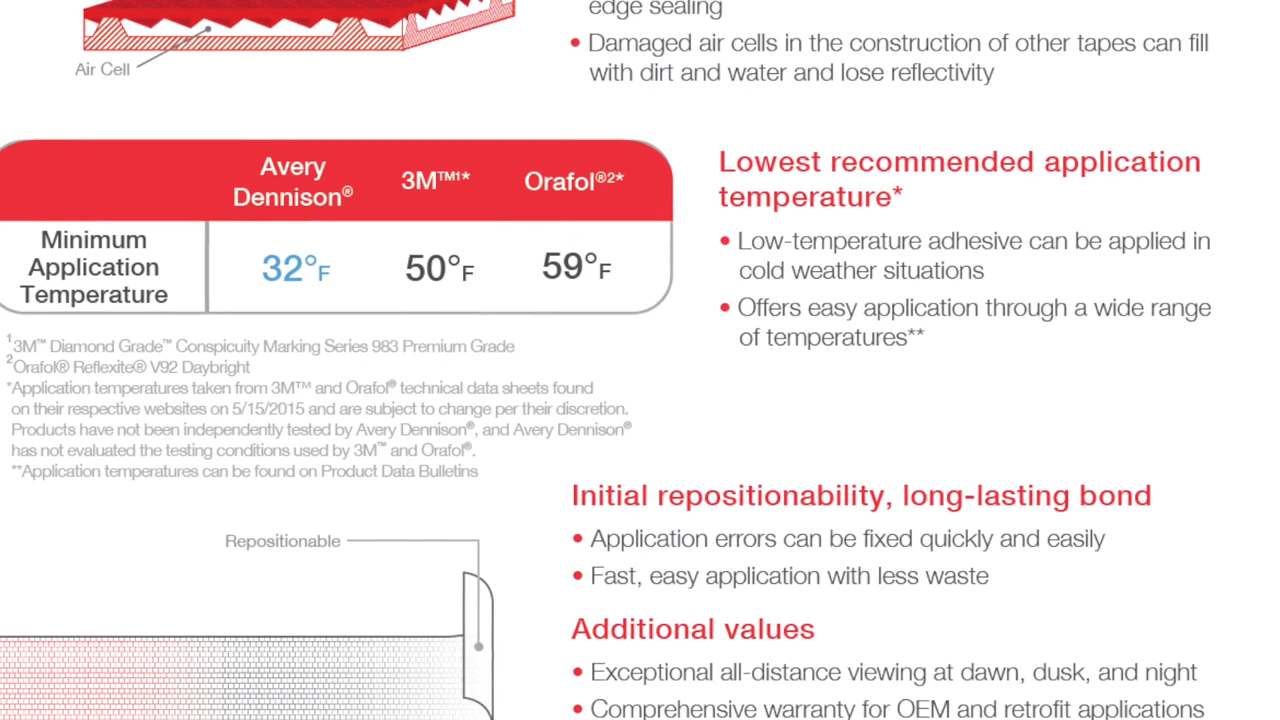 edge sealing
• Damaged air cells in the construction of other tapes can fill
with dirt and water and lose reflectivity
Air Cell
Avery
Dennison®
3M™¹*
Orafol®²*
Minimum
Application
Temperature
32°F
50°F
59°F
Lowest recommended application
temperature*
• Low-temperature adhesive can be applied in
cold weather situations
• Offers easy application through a wide range
of temperatures**
¹3M™ Diamond Grade™ Conspicuity Marking Series 983 Premium Grade
²Orafol® Reflexite® V92 Daybright
*Application temperatures taken from 3M™ and Orafol® technical data sheets found
on their respective websites on 5/15/2015 and are subject to change per their discretion.
Products have not been independently tested by Avery Dennison®, and Avery Dennison®
has not evaluated the testing conditions used by 3M™ and Orafol®.
**Application temperatures can be found on Product Data Bulletins
Initial repositionability, long-lasting bond
• Application errors can be fixed quickly and easily
• Fast, easy application with less waste
Repositionable
Additional values
• Exceptional all-distance viewing at dawn, dusk, and night
• Comprehensive warranty for OEM and retrofit applications